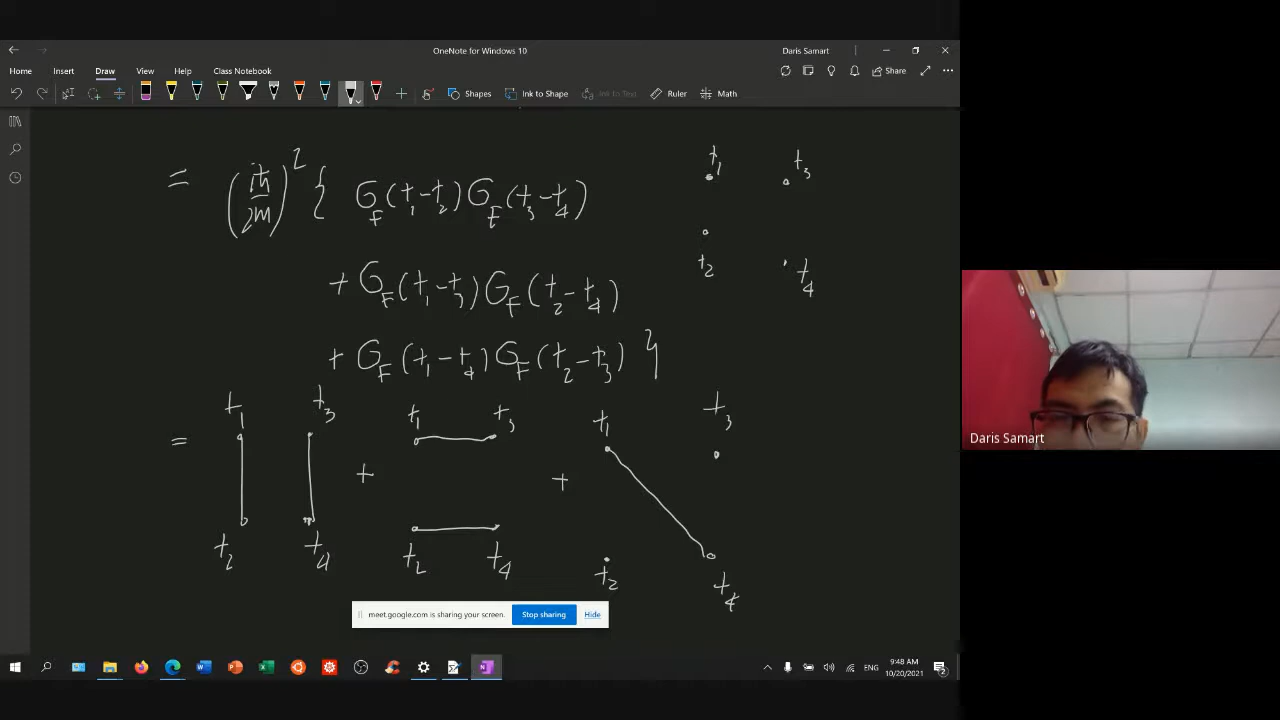 OneNote for Windows 10
Daris Samart
Home Insert Draw View Help Class Notebook
Share
Shapes Ink to Shape Ink to Text Ruler Math
= (iħ/2m)² { G_F(t₁-t₂) G_F(t₃-t₄)
+ G_F(t₁-t₃) G_F(t₂-t₄)
+ G_F(t₁-t₄) G_F(t₂-t₃) }
t₁ t₃
t₂ t₄
t₁ t₃ t₁ t₃ t₁ t₃
= + +
t₂ t₄ t₂ t₄ t₂ t₄
meet.google.com is sharing your screen. Stop sharing Hide
Daris Samart
ENG
9:48 AM
10/20/2021
2